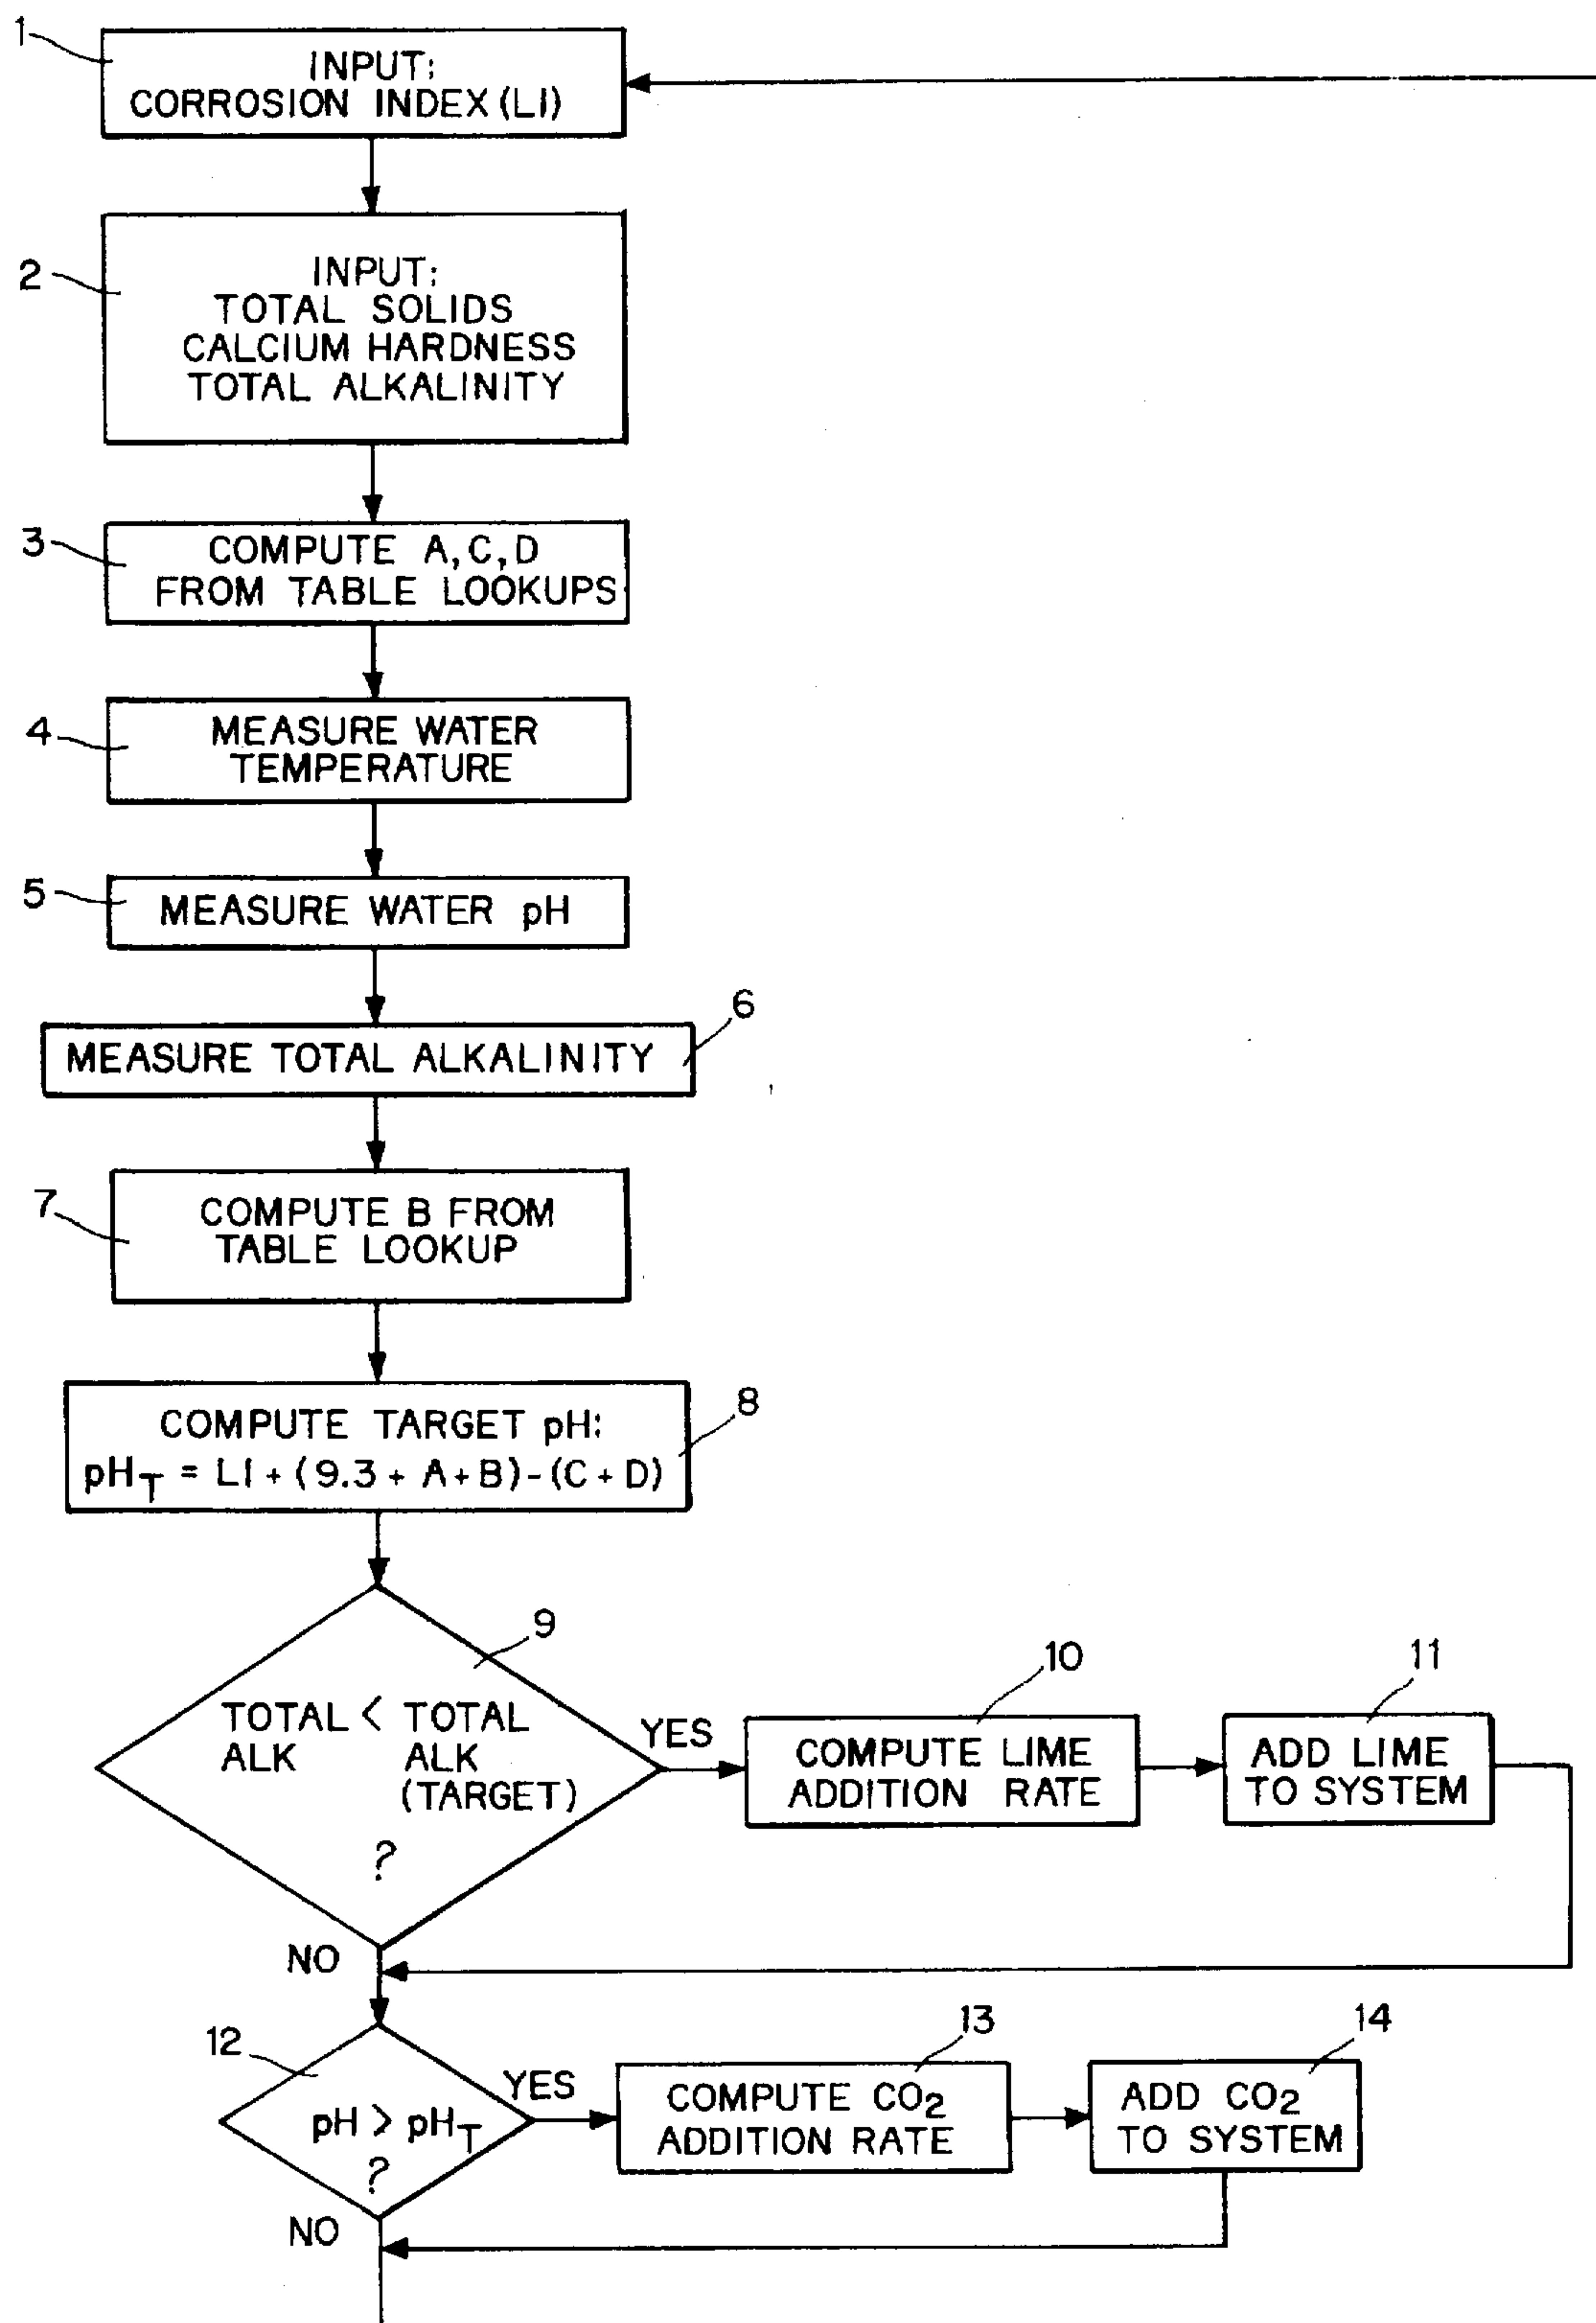 1
INPUT:
CORROSION INDEX (LI)
2
INPUT:
TOTAL SOLIDS
CALCIUM HARDNESS
TOTAL ALKALINITY
3
COMPUTE A,C,D
FROM TABLE LOOKUPS
4
MEASURE WATER
TEMPERATURE
5
MEASURE WATER pH
6
MEASURE TOTAL ALKALINITY
7
COMPUTE B FROM
TABLE LOOKUP
8
COMPUTE TARGET pH:
pH_T = LI + (9.3 + A + B) - (C + D)
9
TOTAL < TOTAL
ALK ALK
(TARGET)
?
YES
10
COMPUTE LIME
ADDITION RATE
11
ADD LIME
TO SYSTEM
NO
12
pH > pH_T
?
YES
13
COMPUTE CO₂
ADDITION RATE
14
ADD CO₂
TO SYSTEM
NO